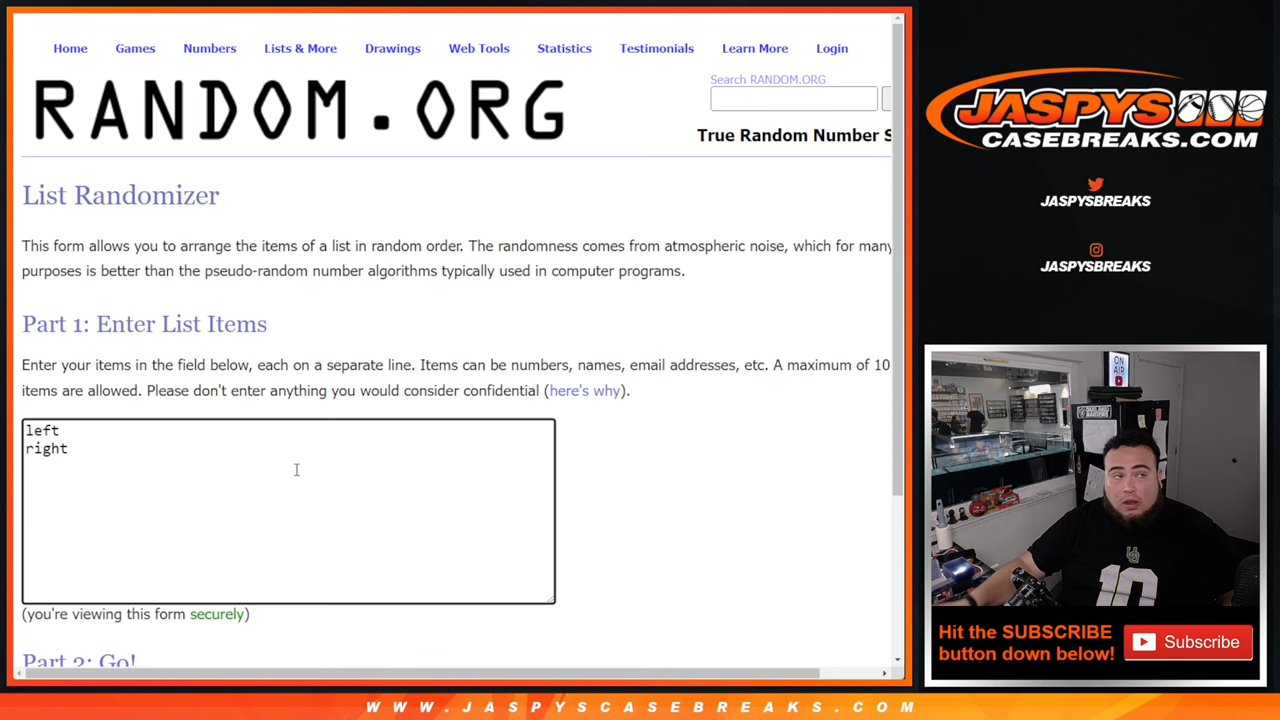 Home Games Numbers Lists & More Drawings Web Tools Statistics Testimonials Learn More Login
RANDOM.ORG
Search RANDOM.ORG
True Random Number S
List Randomizer
This form allows you to arrange the items of a list in random order. The randomness comes from atmospheric noise, which for many
purposes is better than the pseudo-random number algorithms typically used in computer programs.
Part 1: Enter List Items
Enter your items in the field below, each on a separate line. Items can be numbers, names, email addresses, etc. A maximum of 10
items are allowed. Please don't enter anything you would consider confidential (here's why).
left
right
(you're viewing this form securely)
Part 2: Go!
JASPYS
CASEBREAKS.COM
JASPYSBREAKS
JASPYSBREAKS
ON
AIR
OAKLAND
RAIDERS
10
Hit the SUBSCRIBE
button down below!
Subscribe
WWW.JASPYSCASEBREAKS.COM